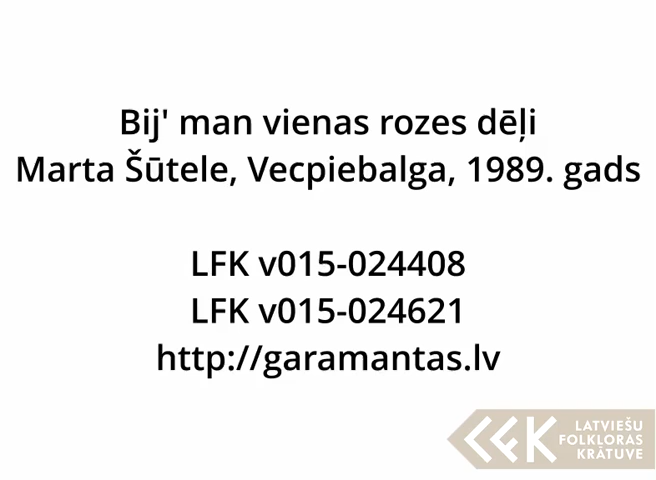 Bij' man vienas rozes dēļi
Marta Šūtele, Vecpiebalga, 1989. gads
LFK v015-024408
LFK v015-024621
http://garamantas.lv
LFK
LATVIEŠU
FOLKLORAS
KRĀTUVE